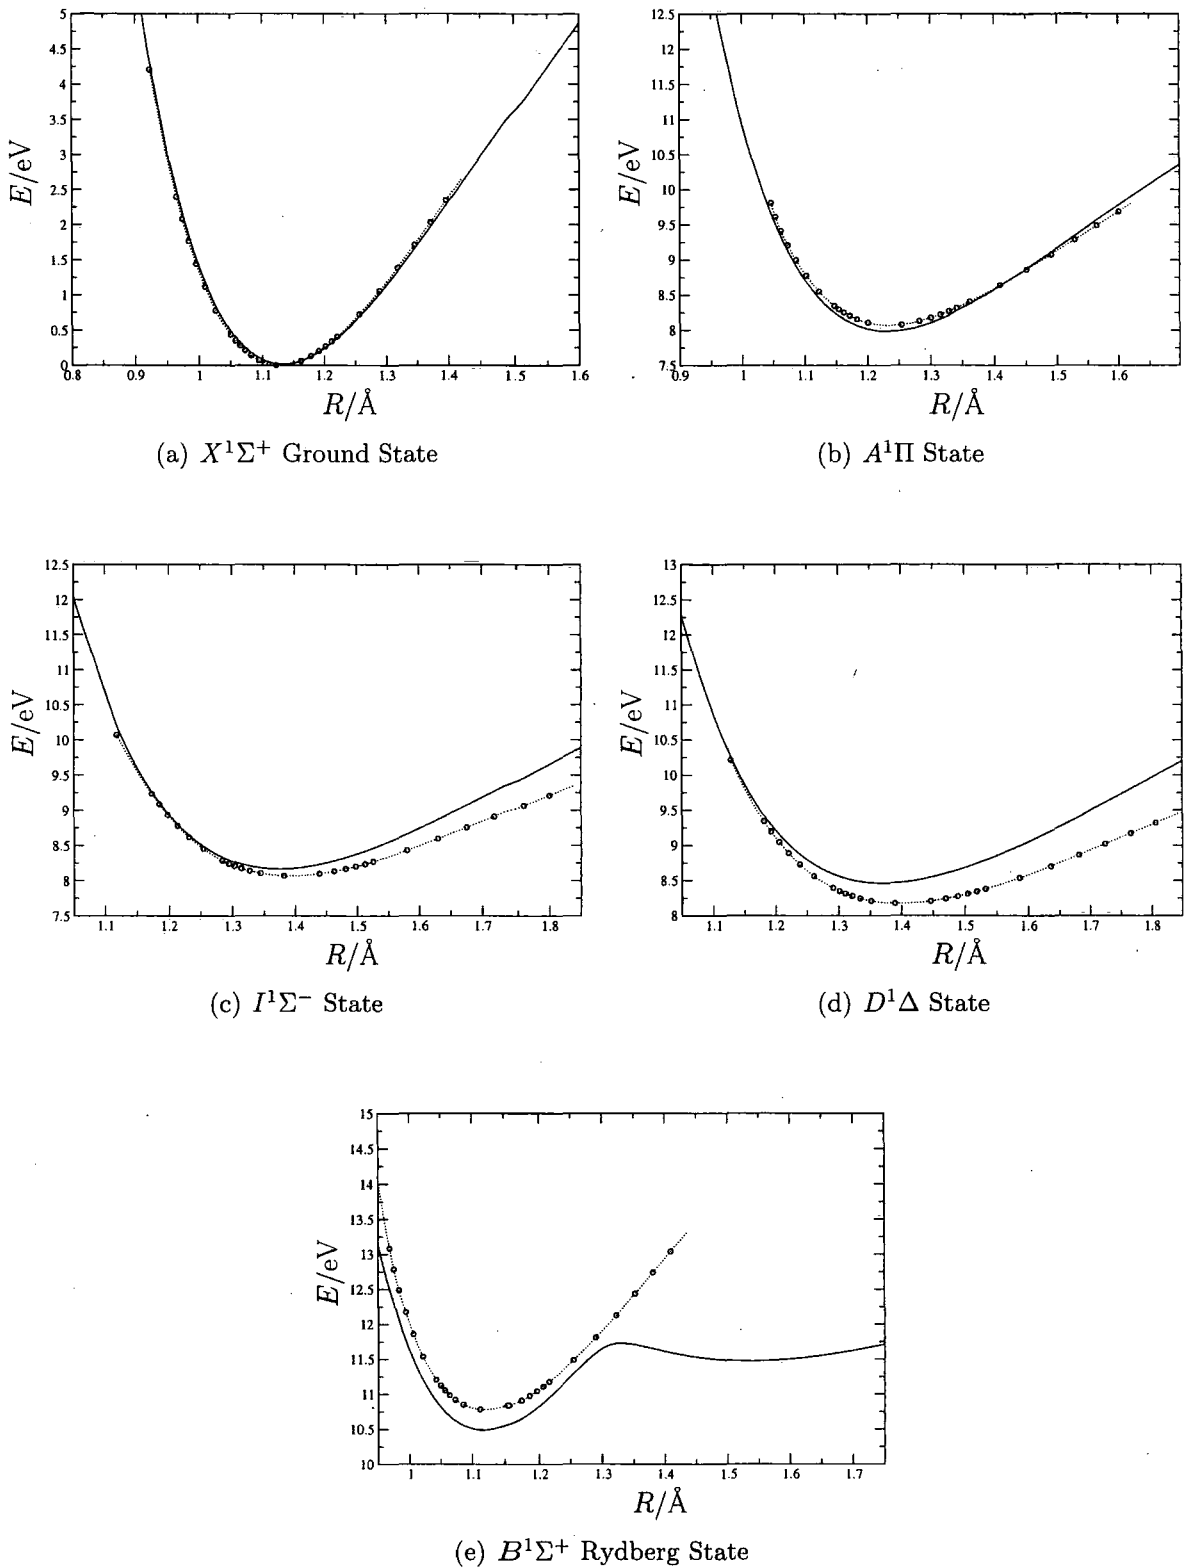 5
4.5
4
3.5
3
2.5
2
1.5
1
0.5
0
E/eV
0.8 0.9 1 1.1 1.2 1.3 1.4 1.5 1.6
R/Å
(a) X¹Σ⁺ Ground State
12.5
12
11.5
11
10.5
10
9.5
9
8.5
8
7.5
E/eV
0.9 1 1.1 1.2 1.3 1.4 1.5 1.6
R/Å
(b) A¹Π State
12.5
12
11.5
11
10.5
10
9.5
9
8.5
8
7.5
E/eV
1.1 1.2 1.3 1.4 1.5 1.6 1.7 1.8
R/Å
(c) I¹Σ⁻ State
13
12.5
12
11.5
11
10.5
10
9.5
9
8.5
8
E/eV
1.1 1.2 1.3 1.4 1.5 1.6 1.7 1.8
R/Å
(d) D¹Δ State
15
14.5
14
13.5
13
12.5
12
11.5
11
10.5
10
E/eV
1 1.1 1.2 1.3 1.4 1.5 1.6 1.7
R/Å
(e) B¹Σ⁺ Rydberg State